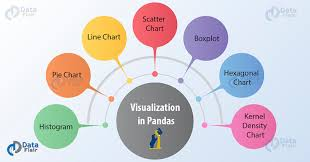 Data
Flair
Scatter
Chart
Line Chart
Boxplot
Pie Chart
Hexagonal
Chart
Histogram
Kernel
Density
Chart
Visualization
in Pandas
Data
Flair